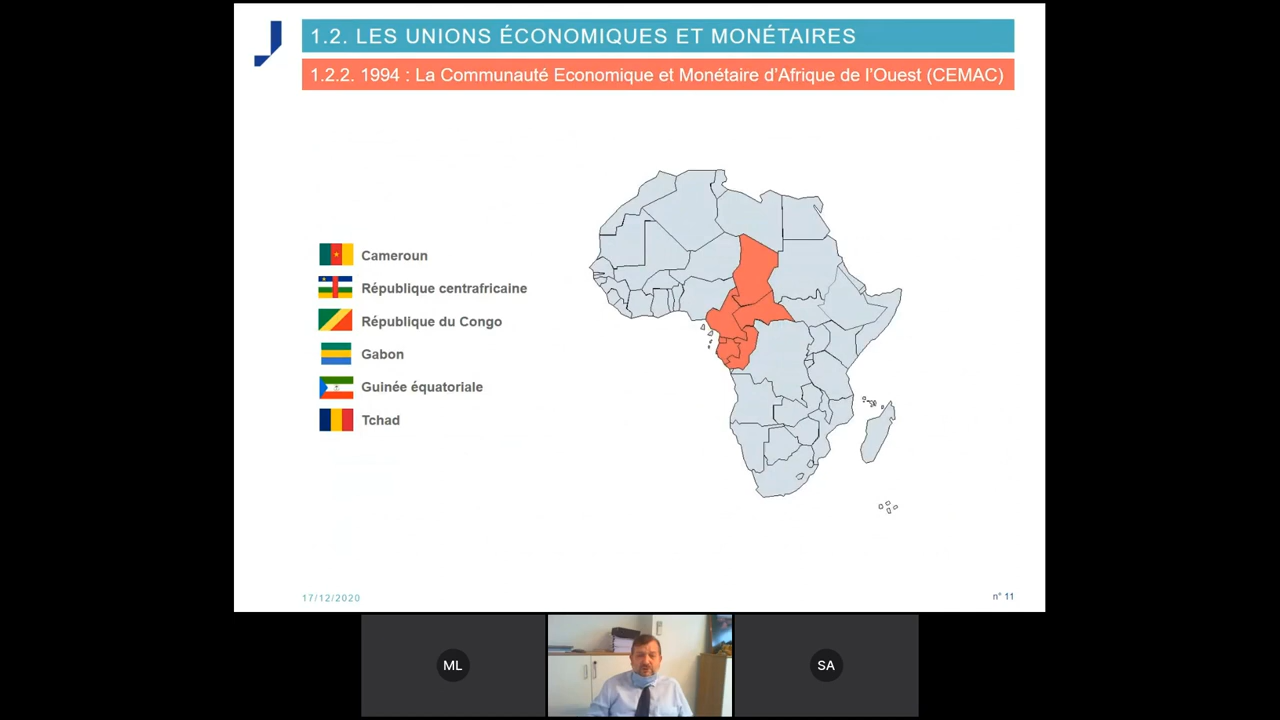 1.2. LES UNIONS ÉCONOMIQUES ET MONÉTAIRES
1.2.2. 1994 : La Communauté Economique et Monétaire d'Afrique de l'Ouest (CEMAC)
Cameroun
République centrafricaine
République du Congo
Gabon
Guinée équatoriale
Tchad
17/12/2020
n° 11
ML
SA